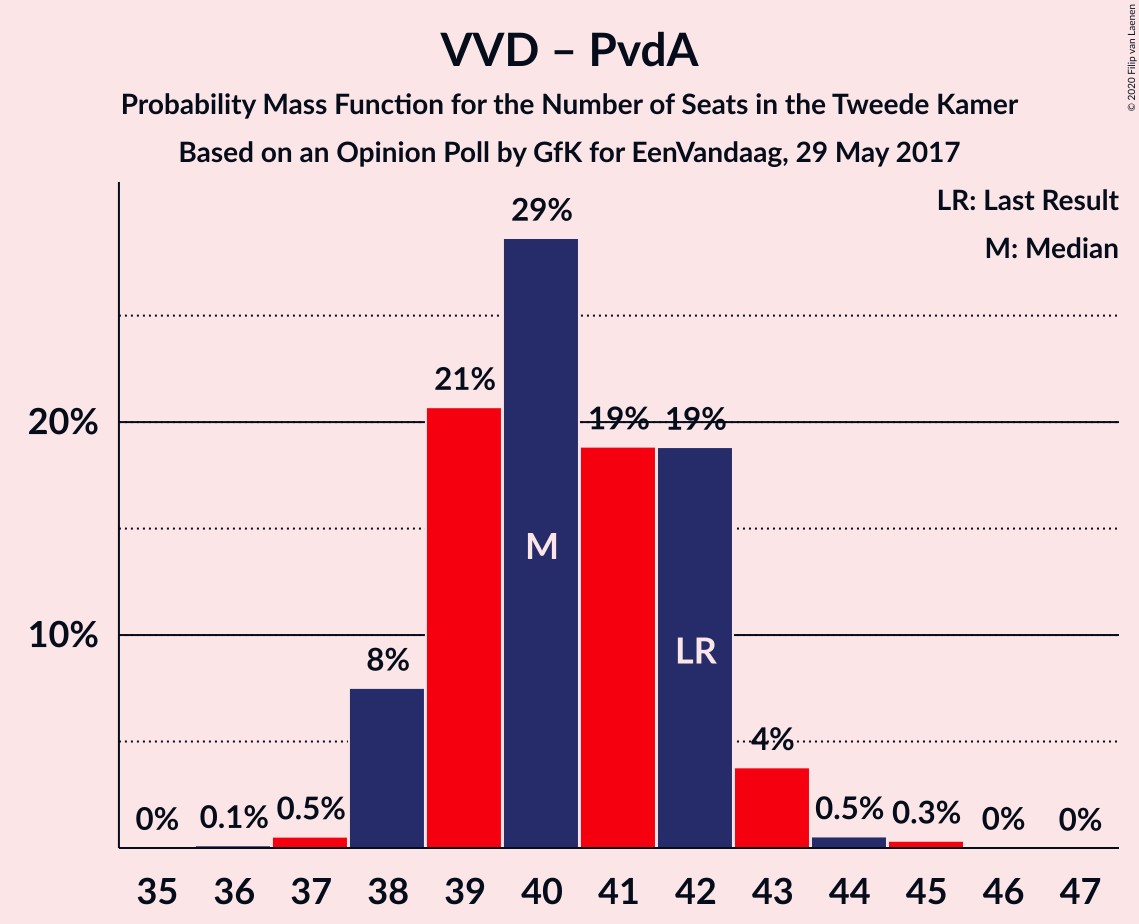 VVD – PvdA
Probability Mass Function for the Number of Seats in the Tweede Kamer
Based on an Opinion Poll by GfK for EenVandaag, 29 May 2017
© 2020 Filip van Laenen
LR: Last Result
M: Median
29%
21%
20%
19% 19%
M
10%
LR
8%
4%
0% 0.1% 0.5% 0.5% 0.3% 0% 0%
35 36 37 38 39 40 41 42 43 44 45 46 47